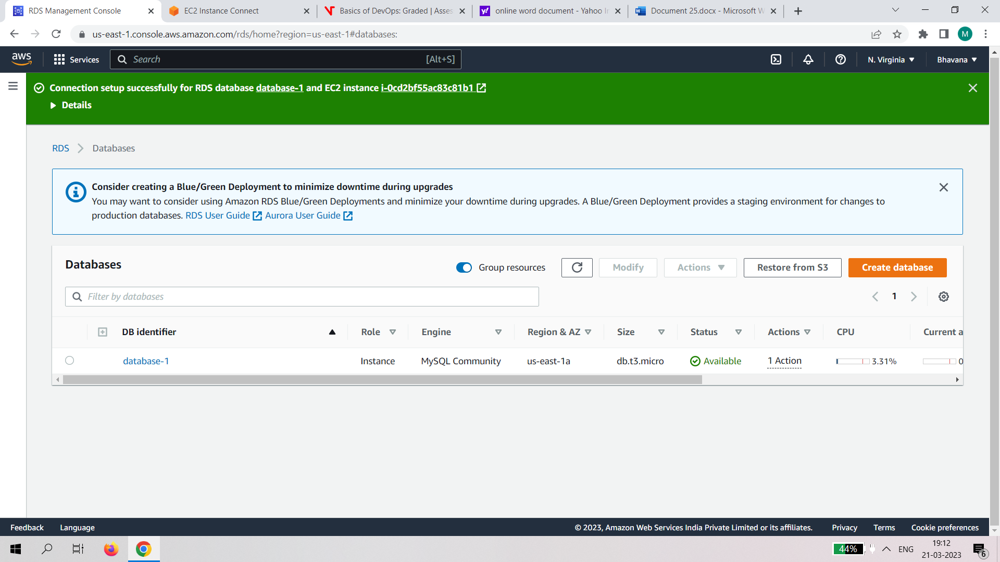 RDS Management Console
EC2 Instance Connect
Basics of DevOps: Graded | Asses
online word document - Yahoo In
Document 25.docx - Microsoft W
us-east-1.console.aws.amazon.com/rds/home?region=us-east-1#databases:
M
aws
Services
Search
[Alt+S]
N. Virginia
Bhavana
Connection setup successfully for RDS database database-1 and EC2 instance i-0cd2bf55ac83c81b1
Details
RDS
Databases
Consider creating a Blue/Green Deployment to minimize downtime during upgrades
You may want to consider using Amazon RDS Blue/Green Deployments and minimize your downtime during upgrades. A Blue/Green Deployment provides a staging environment for changes to
production databases. RDS User Guide Aurora User Guide
Databases
Group resources
Modify
Actions
Restore from S3
Create database
Filter by databases
1
DB identifier
Role
Engine
Region & AZ
Size
Status
Actions
CPU
Current a
database-1
Instance
MySQL Community
us-east-1a
db.t3.micro
Available
1 Action
3.31%
0
Feedback
Language
© 2023, Amazon Web Services India Private Limited or its affiliates.
Privacy
Terms
Cookie preferences
44%
ENG
19:12
21-03-2023
6